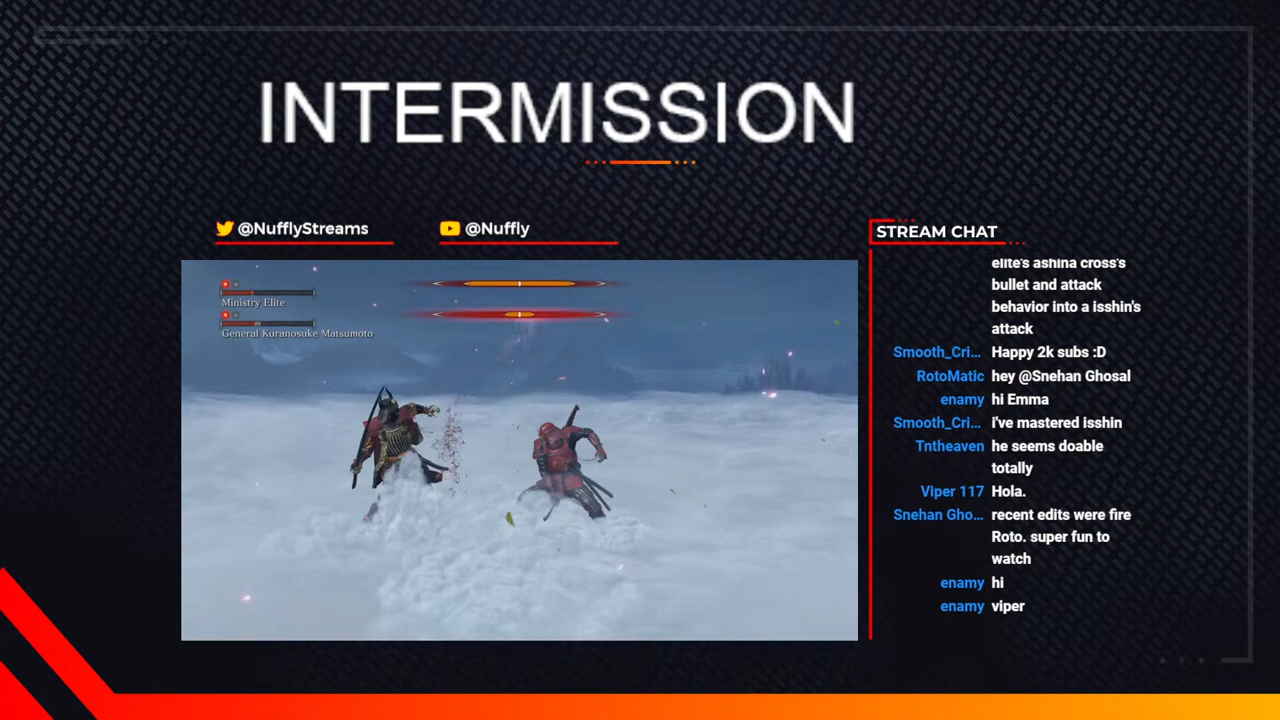 INTERMISSION
@NufflyStreams
@Nuffly
STREAM CHAT
Ministry Elite
General Kuranosuke Matsumoto
elite's ashina cross's
bullet and attack
behavior into a isshin's
attack
Smooth_Cri... Happy 2k subs :D
RotoMatic hey @Snehan Ghosal
enamy hi Emma
Smooth_Cri... i've mastered isshin
Tntheaven he seems doable
totally
Viper 117 Hola.
Snehan Gho... recent edits were fire
Roto. super fun to
watch
enamy hi
enamy viper